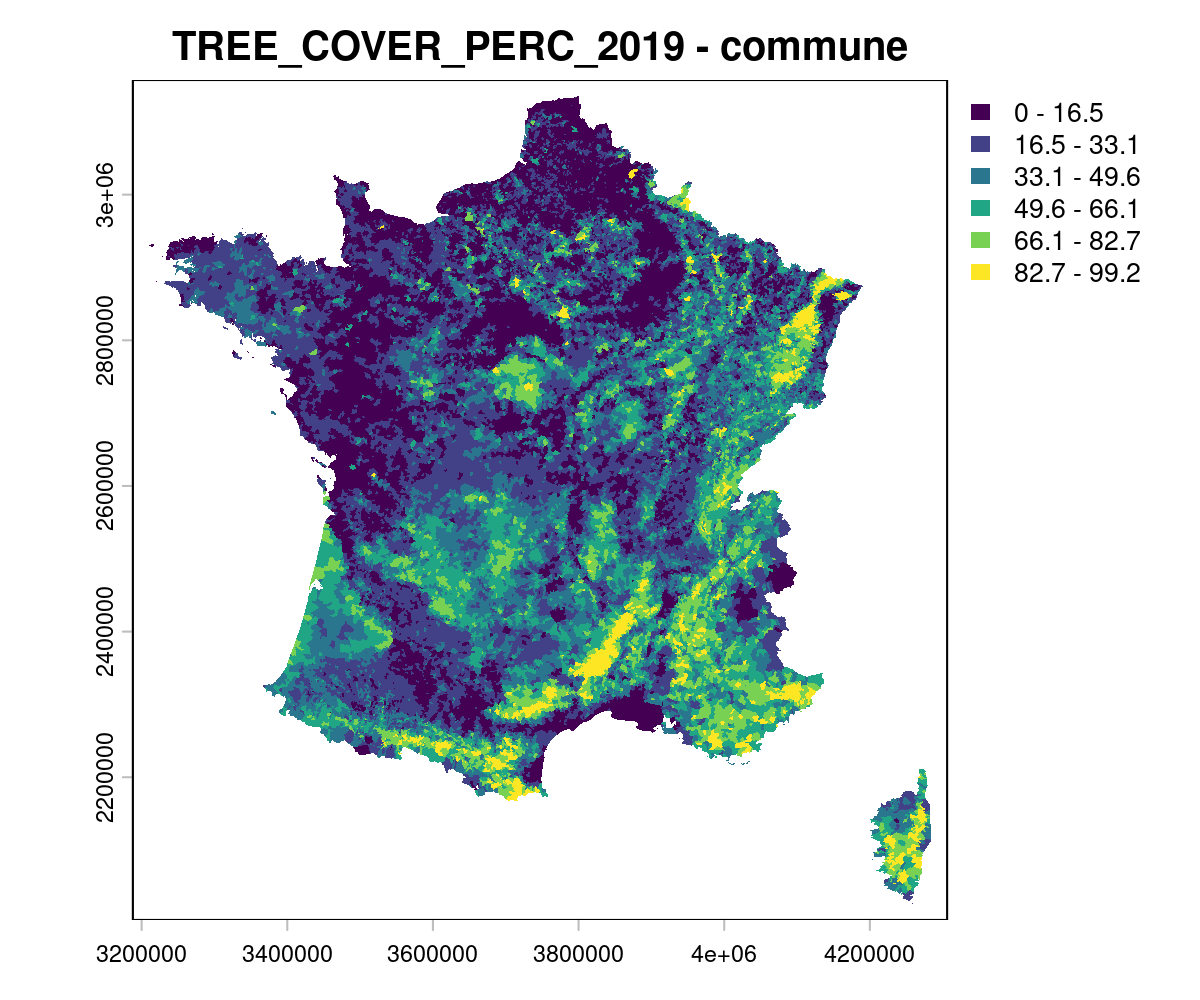 TREE_COVER_PERC_2019 - commune
0 - 16.5
16.5 - 33.1
33.1 - 49.6
49.6 - 66.1
66.1 - 82.7
82.7 - 99.2
3e+06
2800000
2600000
2400000
2200000
3200000 3400000 3600000 3800000 4e+06 4200000